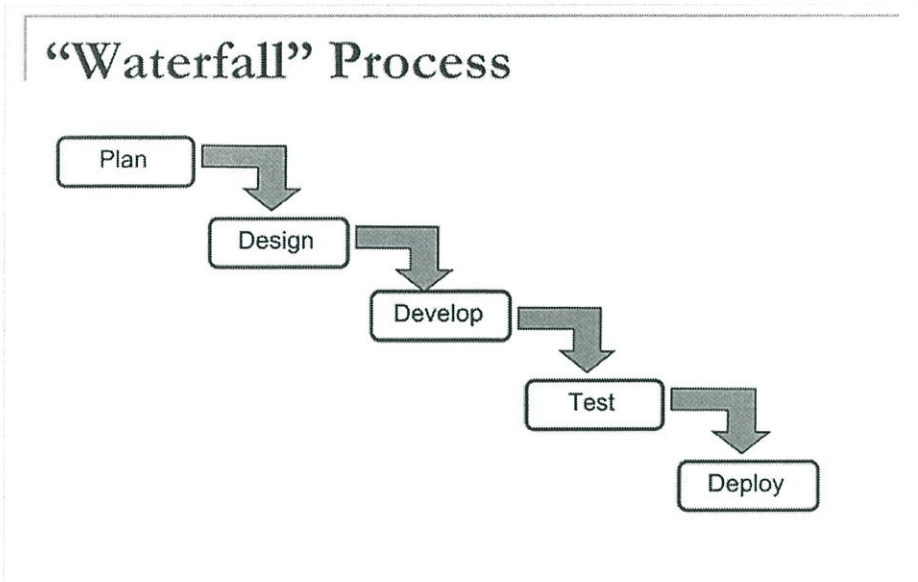 “Waterfall” Process
Plan
Design
Develop
Test
Deploy